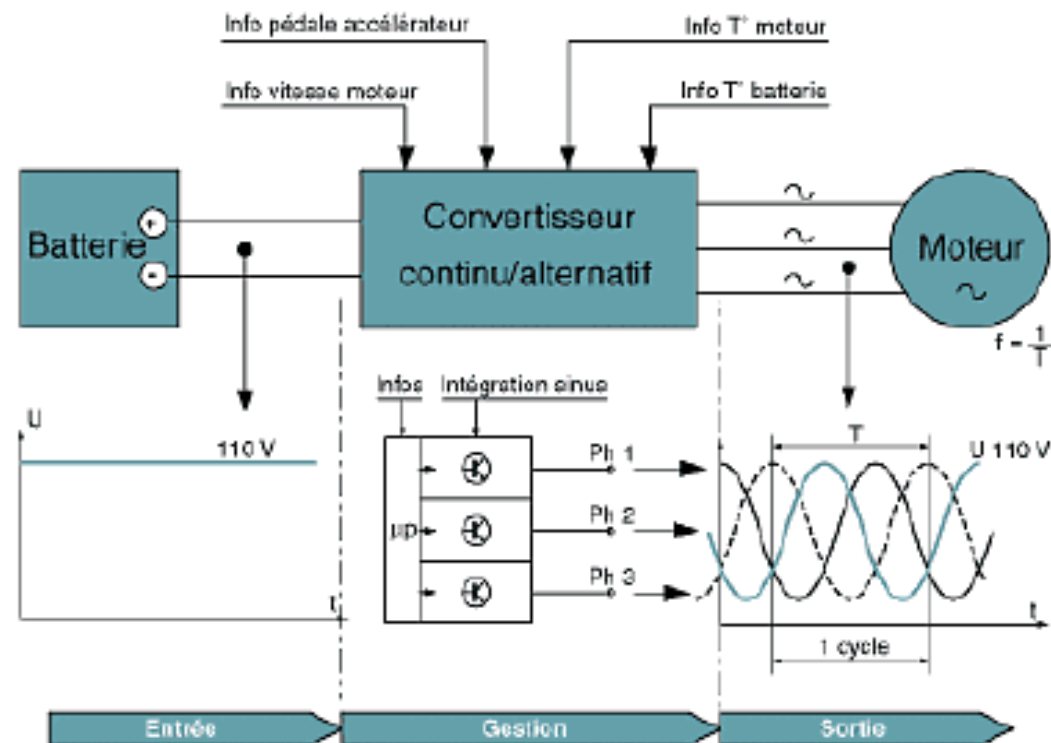 Info pédale accélérateur
Info T° moteur
Info vitesse moteur
Info T° batterie
Batterie
+
-
Convertisseur
continu/alternatif
Moteur
f = 1/T
Infos
Intégration sinus
U
110 V
t
µp
Ph 1
Ph 2
Ph 3
T
U 110 V
t
1 cycle
Entrée
Gestion
Sortie